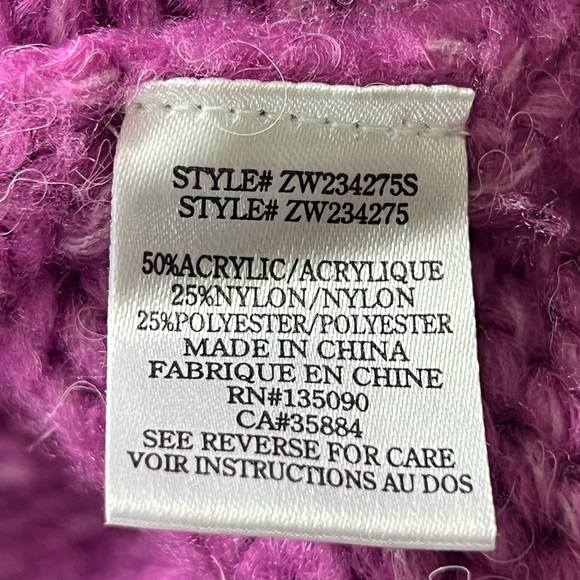 STYLE# ZW234275S
STYLE# ZW234275
50%ACRYLIC/ACRYLIQUE
25%NYLON/NYLON
25%POLYESTER/POLYESTER
MADE IN CHINA
FABRIQUE EN CHINE
RN#135090
CA#35884
SEE REVERSE FOR CARE
VOIR INSTRUCTIONS AU DOS